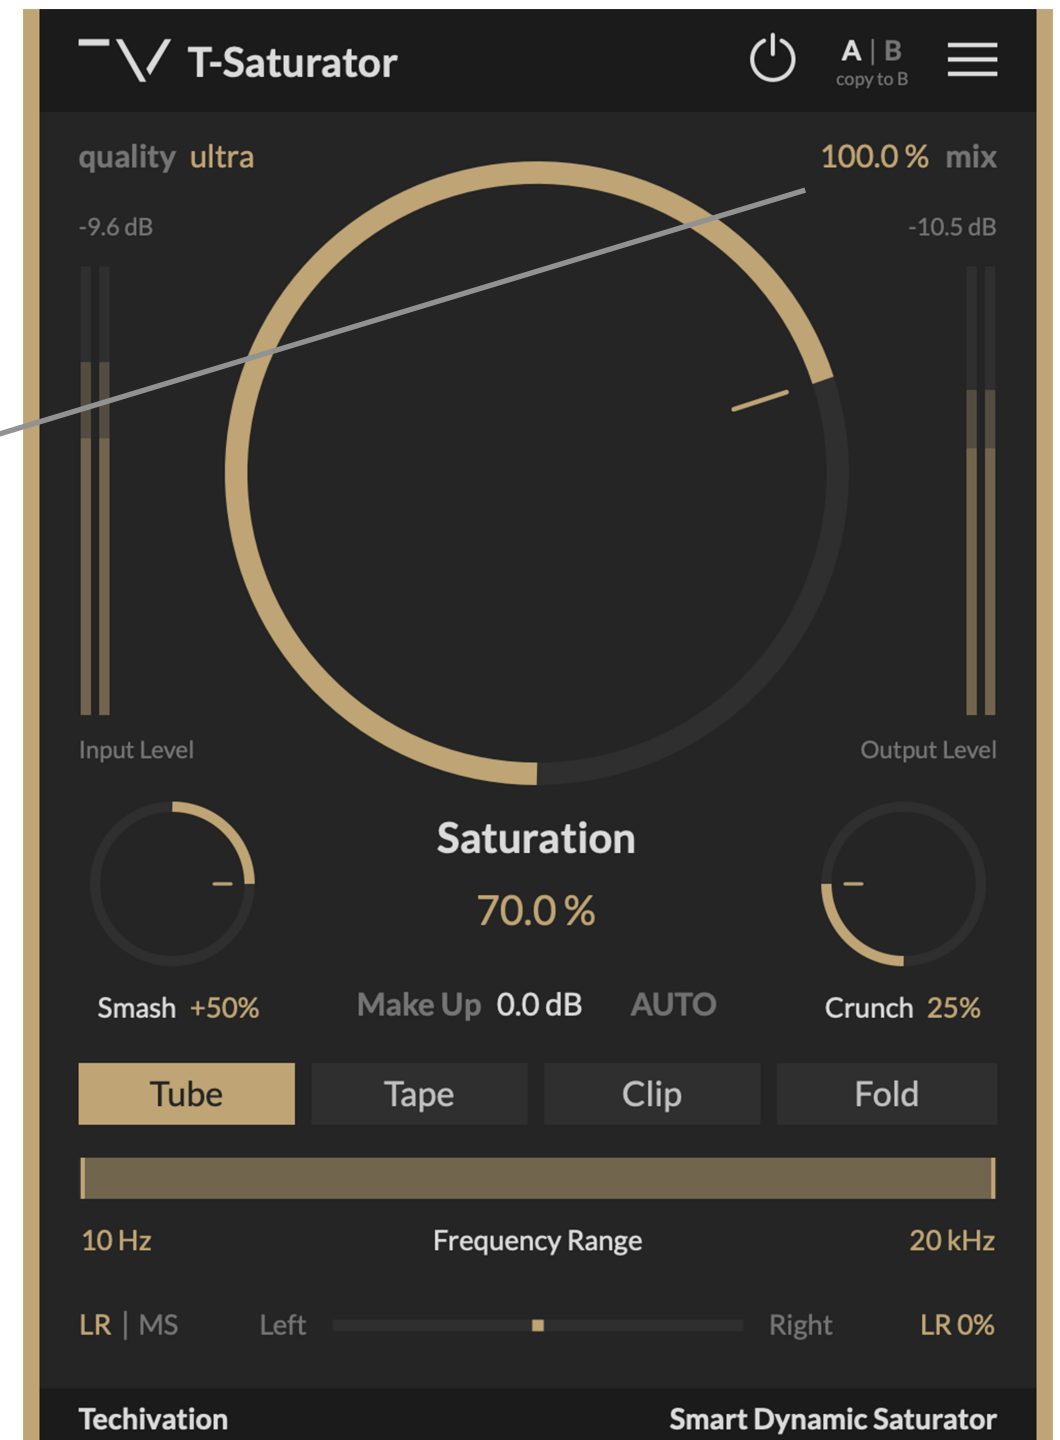 T-Saturator
A | B
copy to B
quality ultra
100.0 % mix
-9.6 dB
-10.5 dB
Input Level
Output Level
Saturation
70.0 %
Smash +50%
Make Up 0.0 dB AUTO
Crunch 25%
Tube Tape Clip Fold
10 Hz Frequency Range 20 kHz
LR | MS Left Right LR 0%
Techivation Smart Dynamic Saturator